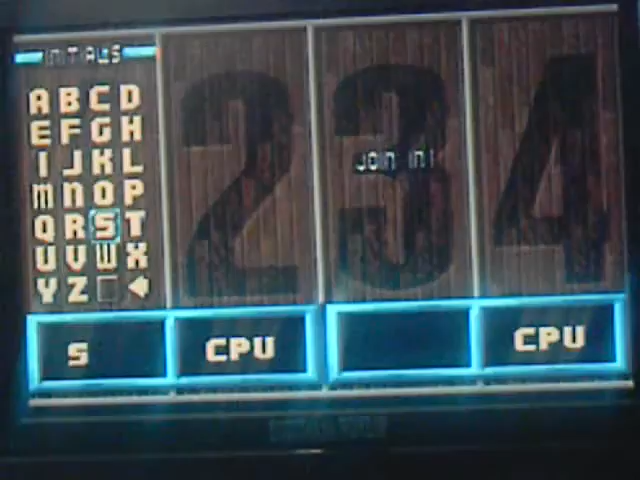 INITIALS
A B C D
E F G H
I J K L
M N O P
Q R S T
U V W X
Y Z
2 3 4
JOIN IN!
S CPU CPU